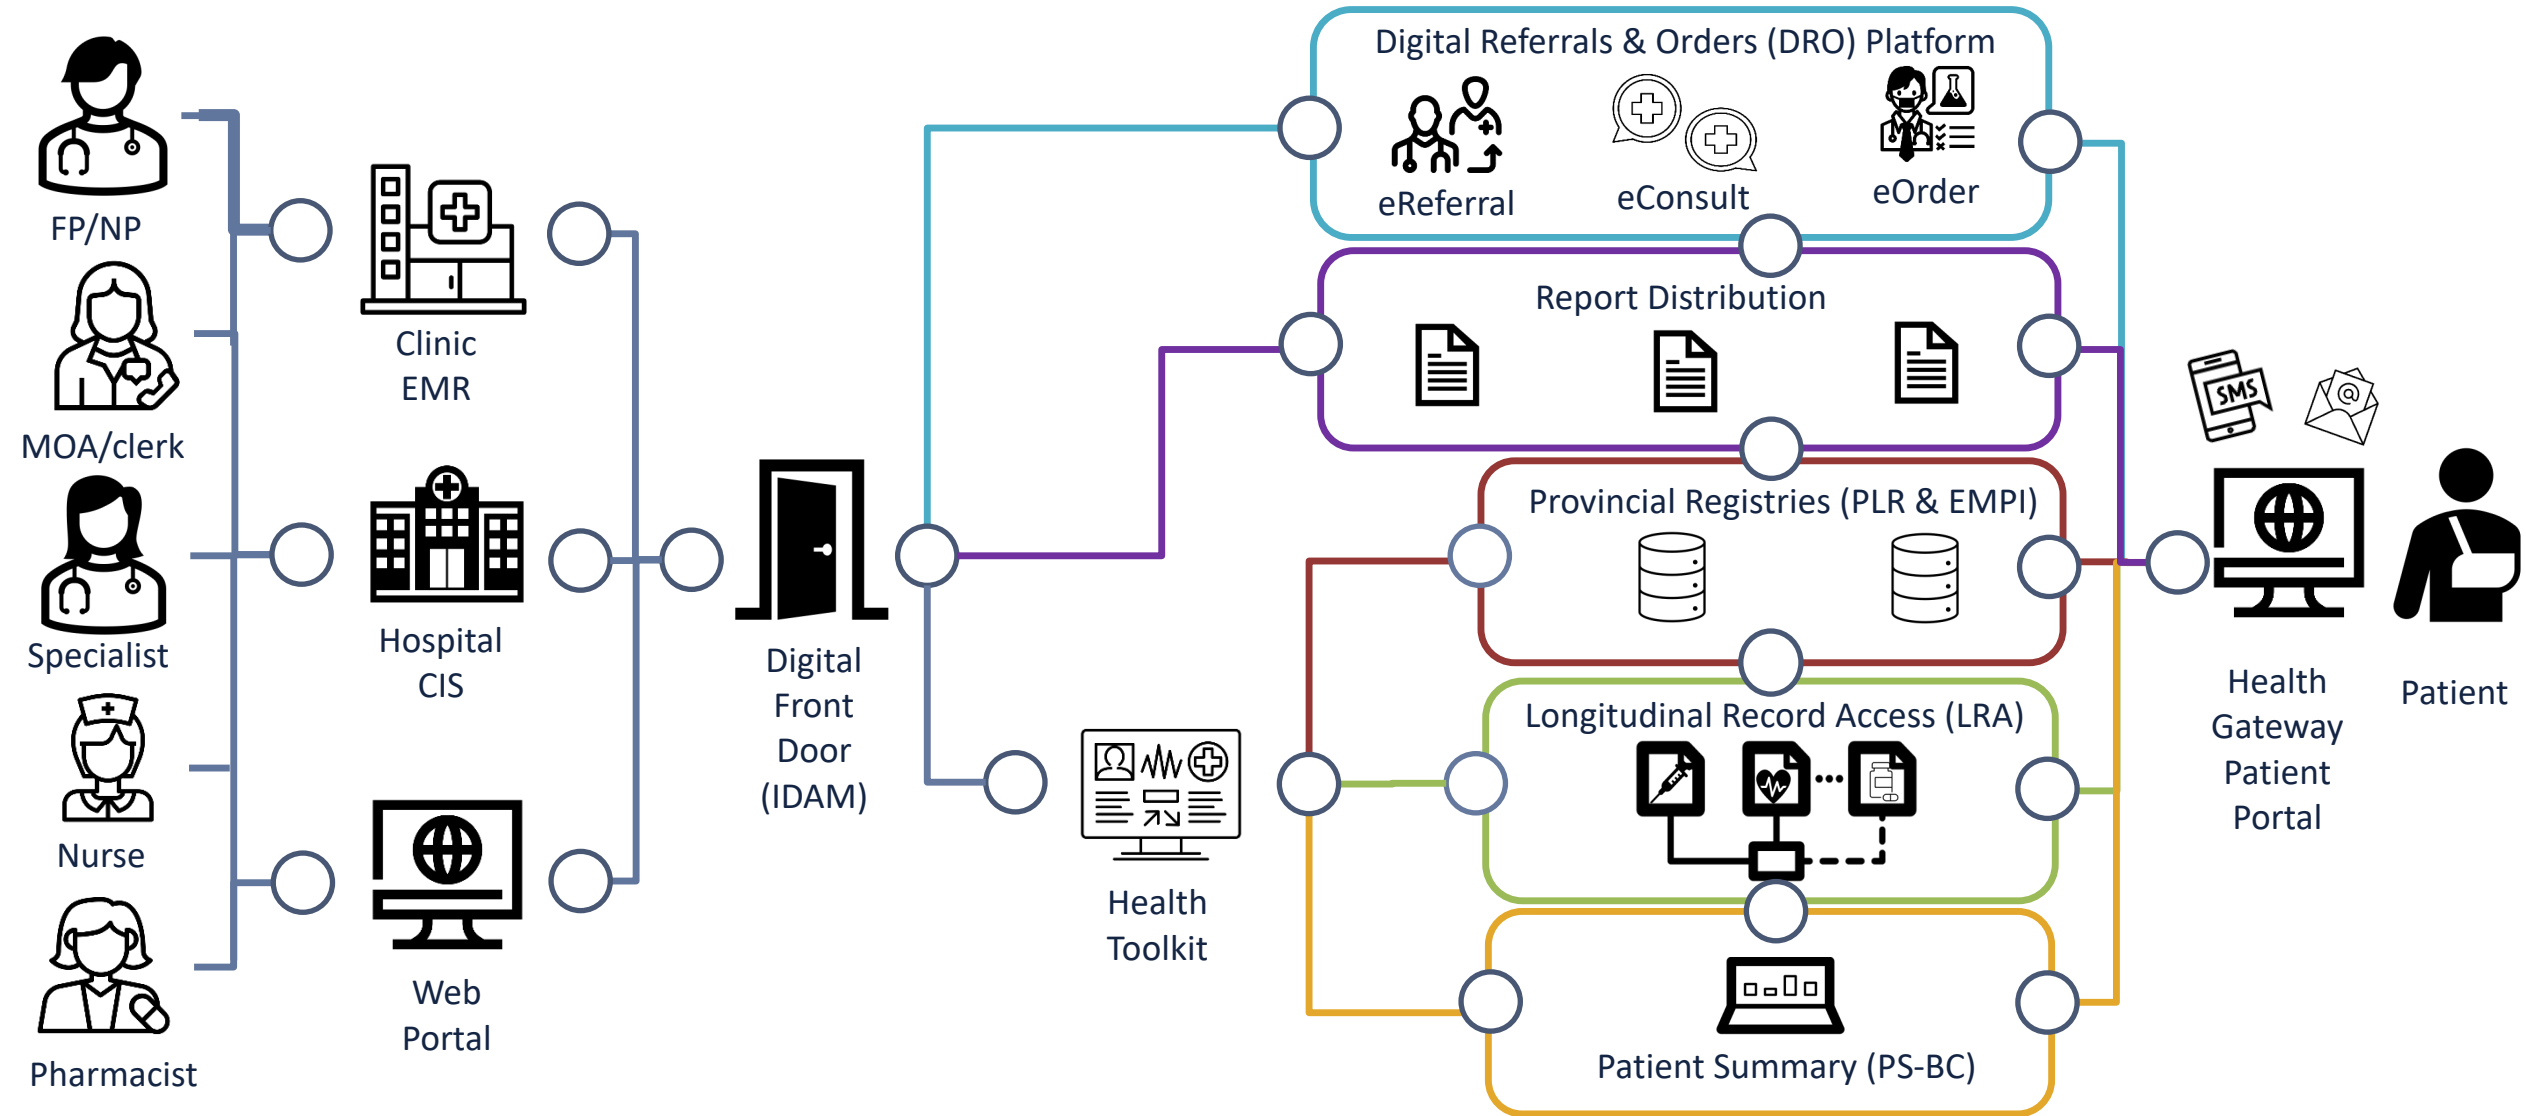 FP/NP
MOA/clerk
Specialist
Nurse
Pharmacist
Clinic
EMR
Hospital
CIS
Web
Portal
Digital
Front
Door
(IDAM)
Health
Toolkit
Digital Referrals & Orders (DRO) Platform
eReferral
eConsult
eOrder
Report Distribution
Provincial Registries (PLR & EMPI)
Longitudinal Record Access (LRA)
Patient Summary (PS-BC)
SMS
@
Health
Gateway
Patient
Portal
Patient